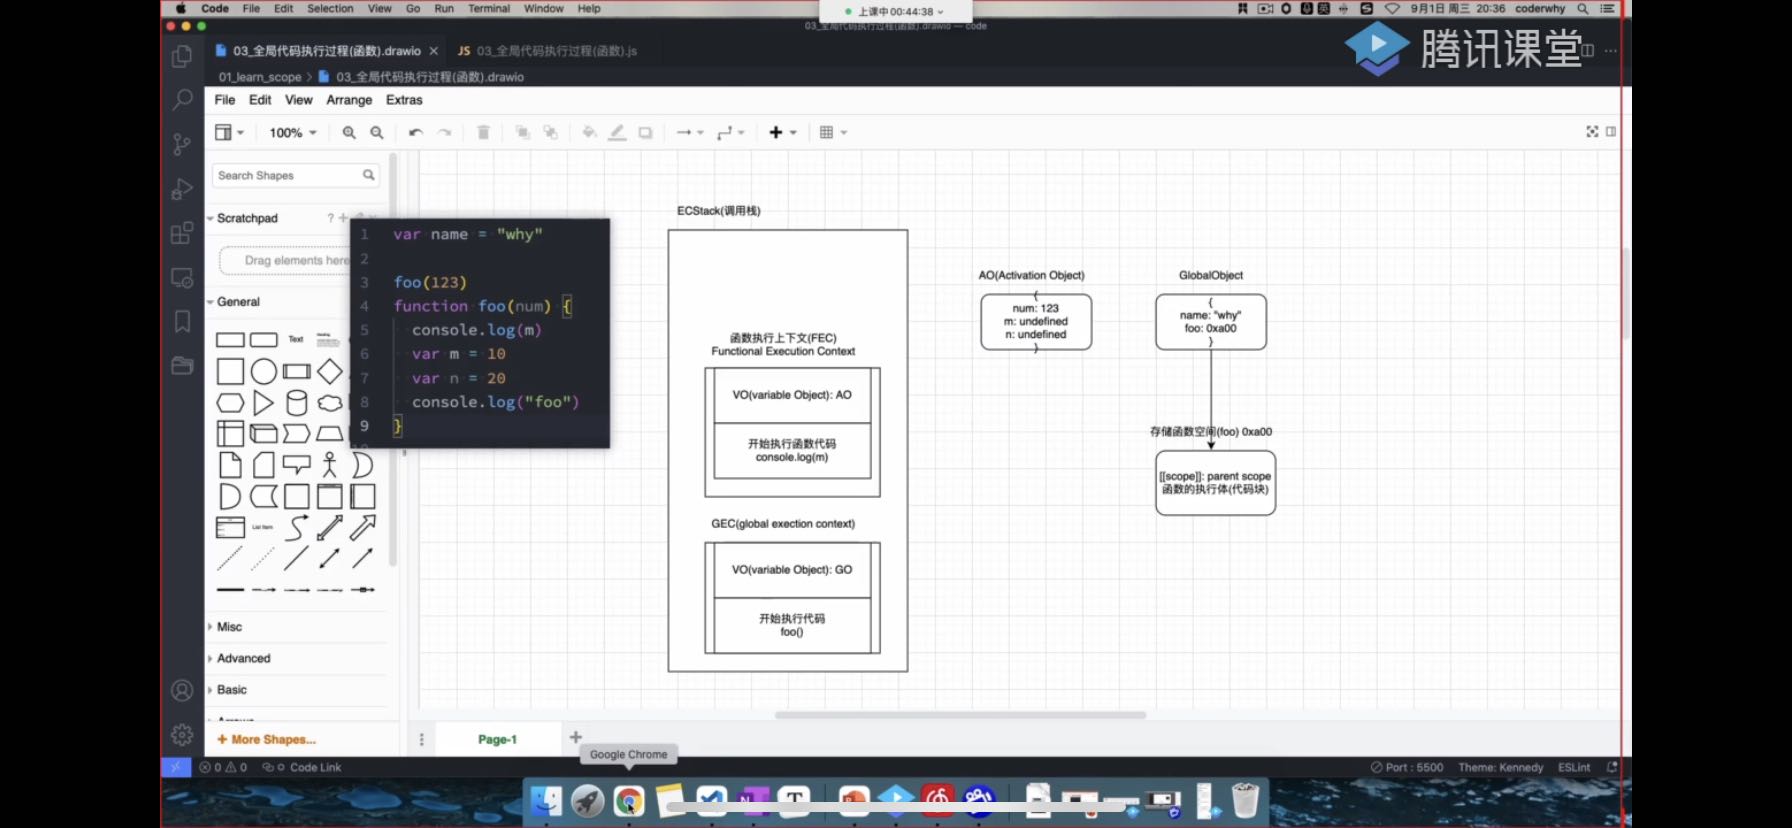 Code File Edit Selection View Go Run Terminal Window Help
上课中 00:44:38
9月1日 周三 20:36 coderwhy
03_全局代码执行过程(函数).drawio — code
腾讯课堂
03_全局代码执行过程(函数).drawio
JS 03_全局代码执行过程(函数).js
01_learn_scope > 03_全局代码执行过程(函数).drawio
File Edit View Arrange Extras
100%
Search Shapes
Scratchpad
Drag elements here
General
Text
List Item
Misc
Advanced
Basic
+ More Shapes...
1 var name = "why"
2
3 foo(123)
4 function foo(num) {
5 console.log(m)
6 var m = 10
7 var n = 20
8 console.log("foo")
9 }
ECStack(调用栈)
函数执行上下文(FEC)
Functional Execution Context
VO(variable Object): AO
开始执行函数代码
console.log(m)
GEC(global exection context)
VO(variable Object): GO
开始执行代码
foo()
AO(Activation Object)
{
num: 123
m: undefined
n: undefined
}
GlobalObject
{
name: "why"
foo: 0xa00
}
存储函数空间(foo) 0xa00
[[scope]]: parent scope
函数的执行体(代码块)
Page-1
Google Chrome
0 0 Code Link
Port : 5500 Theme: Kennedy ESLint